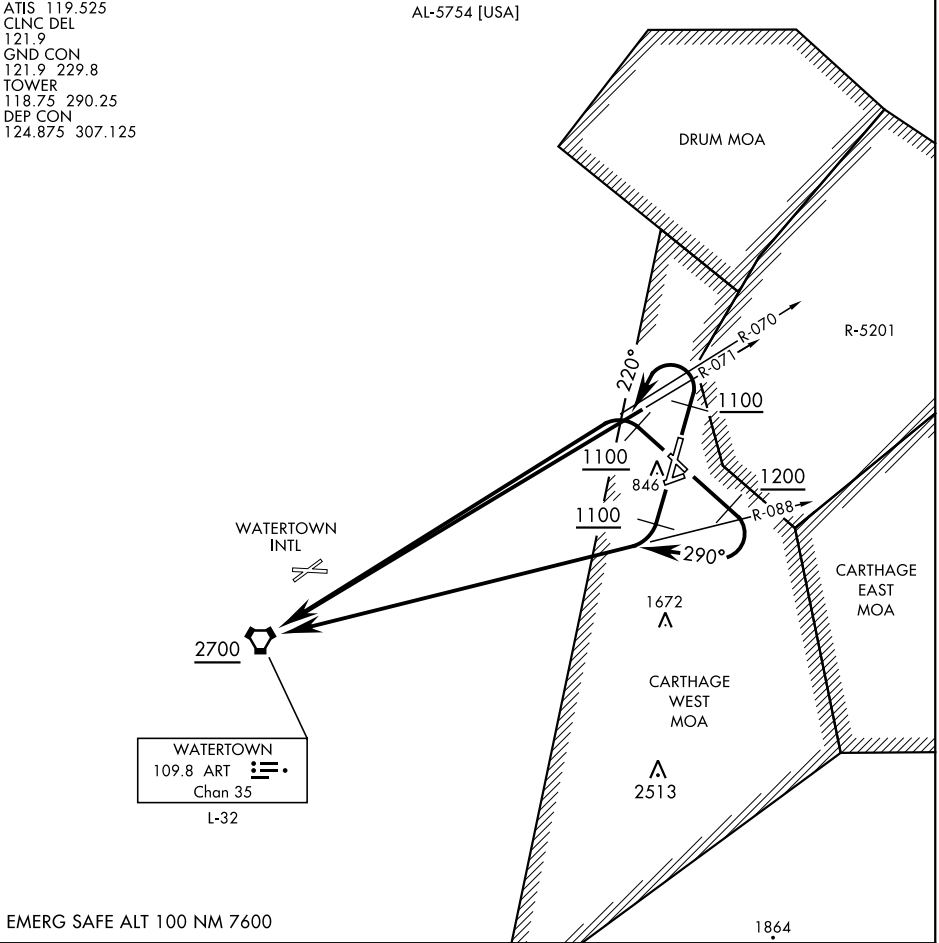 ATIS 119.525
CLNC DEL
121.9
GND CON
121.9 229.8
TOWER
118.75 290.25
DEP CON
124.875 307.125
AL-5754 [USA]
DRUM MOA
R-5201
R-070
R-071
220°
1100
1100
846
1200
1100
R-088
290°
WATERTOWN
INTL
CARTHAGE
EAST
MOA
1672
2700
CARTHAGE
WEST
MOA
WATERTOWN
109.8 ART
Chan 35
L-32
2513
EMERG SAFE ALT 100 NM 7600
1864